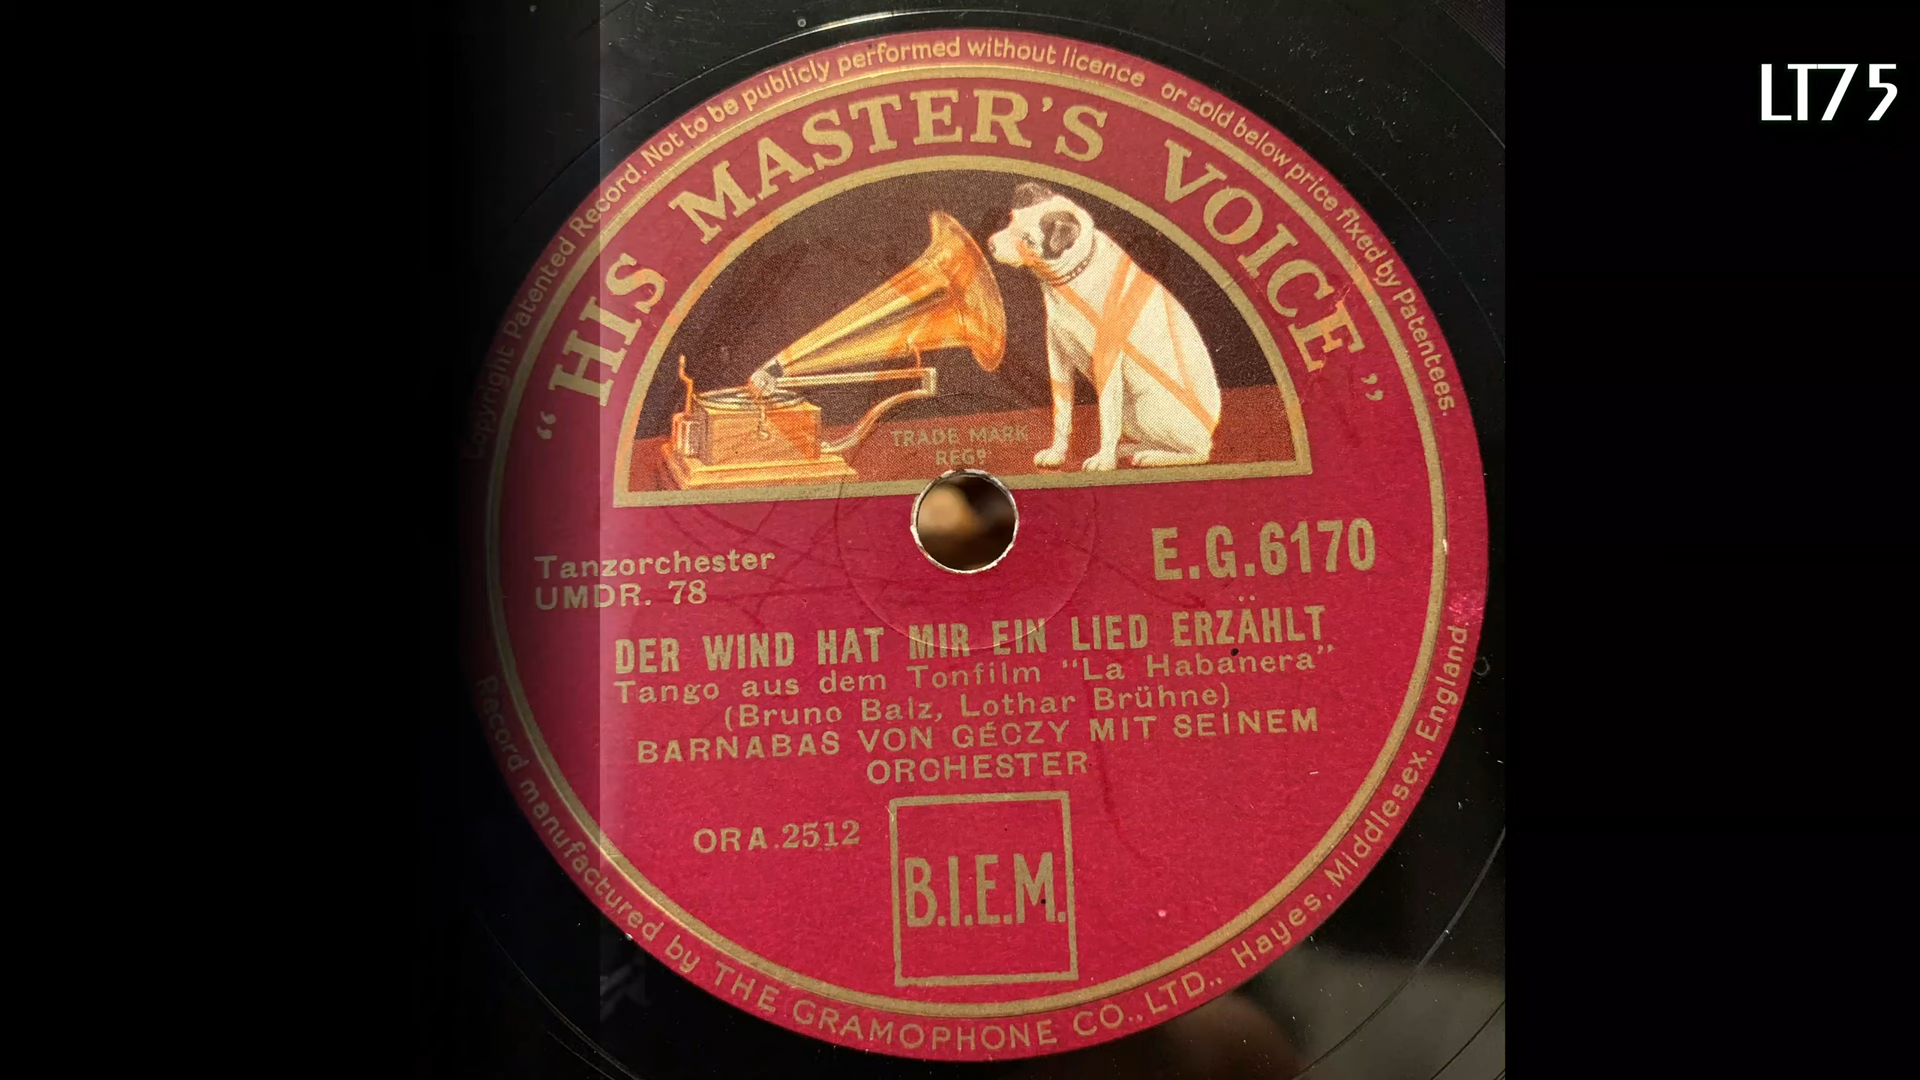 LT75
Copyright Patented Record. Not to be publicly performed without licence or sold below price fixed by Patentees.
“HIS MASTER'S VOICE”
TRADE MARK
REGD
E.G.6170
Tanzorchester
UMDR. 78
DER WIND HAT MIR EIN LIED ERZÄHLT
Tango aus dem Tonfilm “La Habanera”
(Bruno Balz, Lothar Brühne)
BARNABAS VON GÉCZY MIT SEINEM
ORCHESTER
ORA.2512
B.I.E.M.
Record manufactured by THE GRAMOPHONE CO., LTD., Hayes, Middlesex, England.